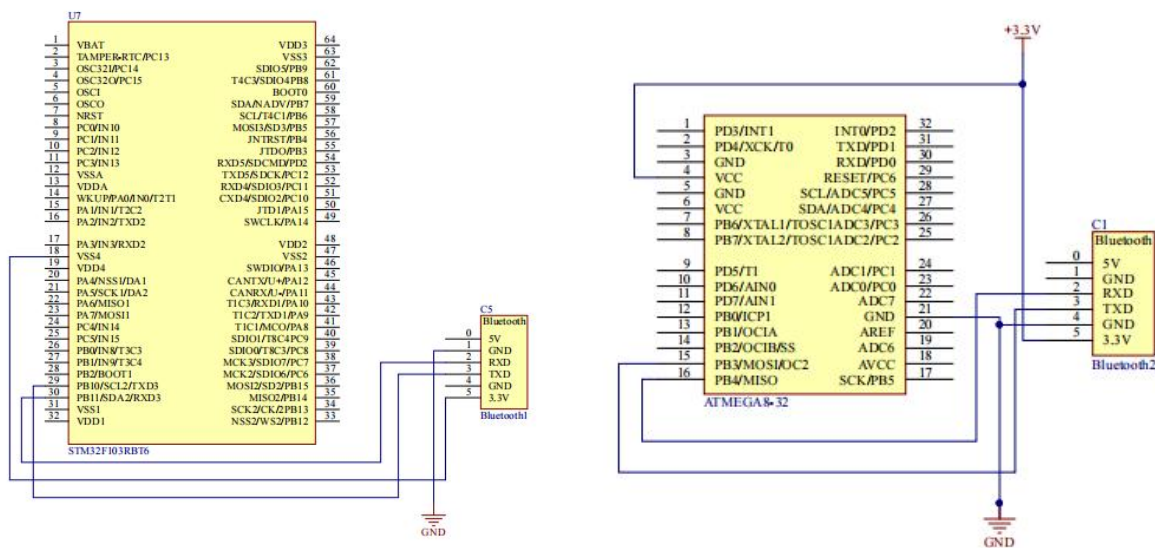 U7
1 VBAT VDD3 64
2 TAMPER-RTC/PC13 VSS3 63
3 OSC32I/PC14 SDIO5/PB9 62
4 OSC32O/PC15 T4C3/SDIO4PB8 61
5 OSCI BOOT0 60
6 OSCO SDA/NADV/PB7 59
7 NRST SCL/T4C1/PB6 58
8 PC0/IN10 MOSI3/SD3/PB5 57
9 PC1/IN11 JNTRST/PB4 56
10 PC2/IN12 JTDO/PB3 55
11 PC3/IN13 RXD5/SDCMD/PD2 54
12 VSSA TXD5/SDCK/PC12 53
13 VDDA RXD4/SDIO3/PC11 52
14 WKUP/PA0/IN0/T2T1 CXD4/SDIO2/PC10 51
15 PA1/IN1/T2C2 JTD1/PA15 50
16 PA2/IN2/TXD2 SWCLK/PA14 49
17 PA3/IN3/RXD2 VDD2 48
18 VSS4 VSS2 47
19 VDD4 SWDIO/PA13 46
20 PA4/NSS1/DA1 CANTX/U+/PA12 45
21 PA5/SCK1/DA2 CANRX/U-/PA11 44
22 PA6/MISO1 T1C3/RXD1/PA10 43
23 PA7/MOSI1 T1C2/TXD1/PA9 42
24 PC4/IN14 T1C1/MCO/PA8 41
25 PC5/IN15 SDIO1/T8C4/PC9 40
26 PB0/IN8/T3C3 SDIO0/T8C3/PC8 39
27 PB1/IN9/T3C4 MCK3/SDIO7/PC7 38
28 PB2/BOOT1 MCK2/SDIO6/PC6 37
29 PB10/SCL2/TXD3 MOSI2/SD2/PB15 36
30 PB11/SDA2/RXD3 MISO2/PB14 35
31 VSS1 SCK2/CK/2PB13 34
32 VDD1 NSS2/WS2/PB12 33
STM32F103RBT6
C5
Bluetooth
0 5V
1 GND
2 RXD
3 TXD
4 GND
5 3.3V
Bluetooth1
GND
+3.3V
1 PD3/INT1 INT0/PD2 32
2 PD4/XCK/T0 TXD/PD1 31
3 GND RXD/PD0 30
4 VCC RESET/PC6 29
5 GND SCL/ADC5/PC5 28
6 VCC SDA/ADC4/PC4 27
7 PB6/XTAL1/TOSC1ADC3/PC3 26
8 PB7/XTAL2/TOSC1ADC2/PC2 25
9 PD5/T1 ADC1/PC1 24
10 PD6/AIN0 ADC0/PC0 23
11 PD7/AIN1 ADC7 22
12 PB0/ICP1 GND 21
13 PB1/OCIA AREF 20
14 PB2/OCIB/SS ADC6 19
15 PB3/MOSI/OC2 AVCC 18
16 PB4/MISO SCK/PB5 17
ATMEGA8-32
C1
Bluetooth
0 5V
1 GND
2 RXD
3 TXD
4 GND
5 3.3V
Bluetooth2
GND